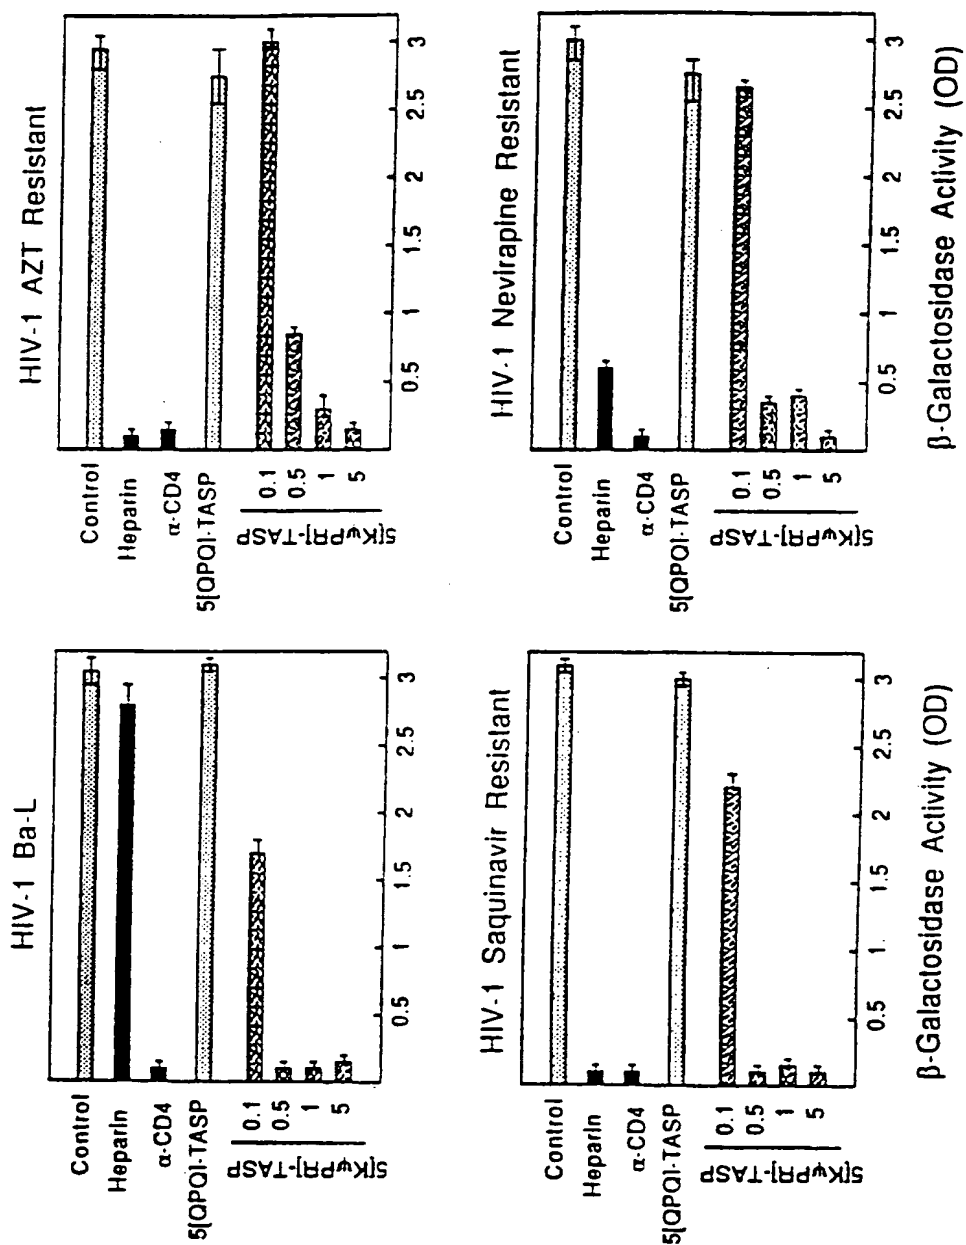 HIV-1 Ba-L
Control
Heparin
α-CD4
5[QPQ]-TASP
0.1
0.5
1
5
5[KψPR]-TASP
0.5
1
1.5
2
2.5
3
HIV-1 AZT Resistant
Control
Heparin
α-CD4
5[QPQ]-TASP
0.1
0.5
1
5
5[KψPR]-TASP
0.5
1
1.5
2
2.5
3
HIV-1 Saquinavir Resistant
Control
Heparin
α-CD4
5[QPQ]-TASP
0.1
0.5
1
5
5[KψPR]-TASP
0.5
1
1.5
2
2.5
3
β-Galactosidase Activity (OD)
HIV-1 Nevirapine Resistant
Control
Heparin
α-CD4
5[QPQ]-TASP
0.1
0.5
1
5
5[KψPR]-TASP
0.5
1
1.5
2
2.5
3
β-Galactosidase Activity (OD)